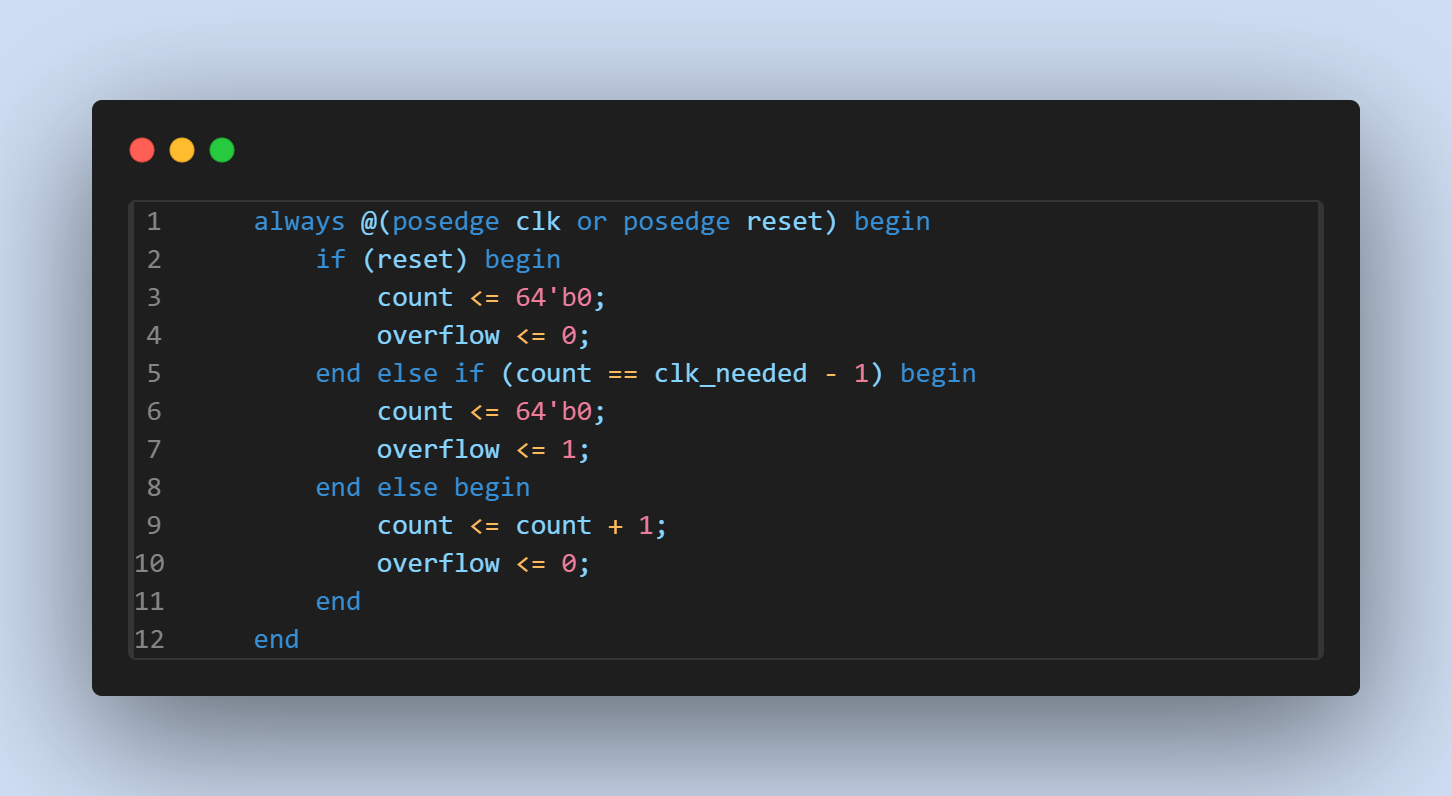 1 always @(posedge clk or posedge reset) begin
2 if (reset) begin
3 count <= 64'b0;
4 overflow <= 0;
5 end else if (count == clk_needed - 1) begin
6 count <= 64'b0;
7 overflow <= 1;
8 end else begin
9 count <= count + 1;
10 overflow <= 0;
11 end
12 end